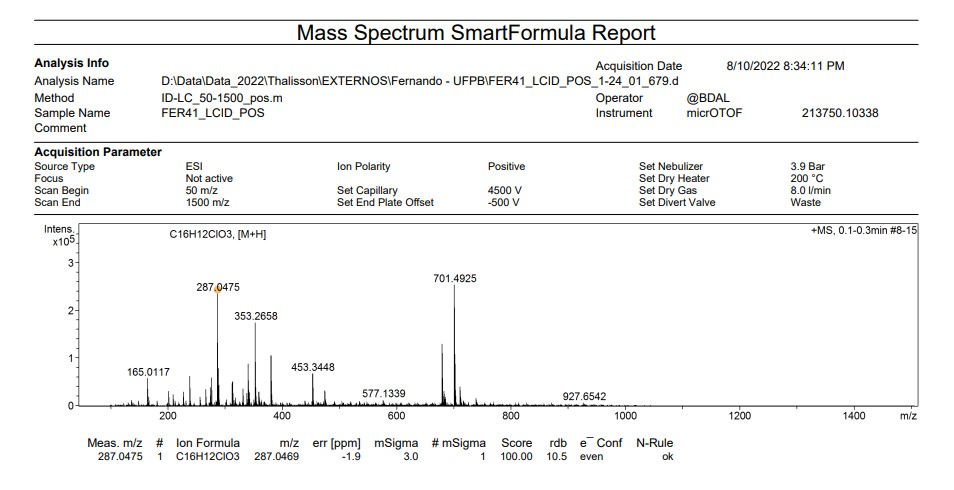 Mass Spectrum SmartFormula Report
Analysis Info
Acquisition Date 8/10/2022 8:34:11 PM
Analysis Name D:\Data\Data_2022\Thalisson\EXTERNOS\Fernando - UFPB\FER41_LCID_POS_1-24_01_679.d
Method ID-LC_50-1500_pos.m Operator @BDAL
Sample Name FER41_LCID_POS Instrument micrOTOF 213750.10338
Comment
Acquisition Parameter
Source Type ESI Ion Polarity Positive Set Nebulizer 3.9 Bar
Focus Not active Set Dry Heater 200 °C
Scan Begin 50 m/z Set Capillary 4500 V Set Dry Gas 8.0 l/min
Scan End 1500 m/z Set End Plate Offset -500 V Set Divert Valve Waste
Intens. C16H12ClO3, [M+H] +MS, 0.1-0.3min #8-15
x10⁵
3
701.4925
287.0475
2
353.2658
1
165.0117 453.3448
577.1339 927.6542
0
200 400 600 800 1000 1200 1400 m/z
Meas. m/z # Ion Formula m/z err [ppm] mSigma # mSigma Score rdb e⁻ Conf N-Rule
287.0475 1 C16H12ClO3 287.0469 -1.9 3.0 1 100.00 10.5 even ok